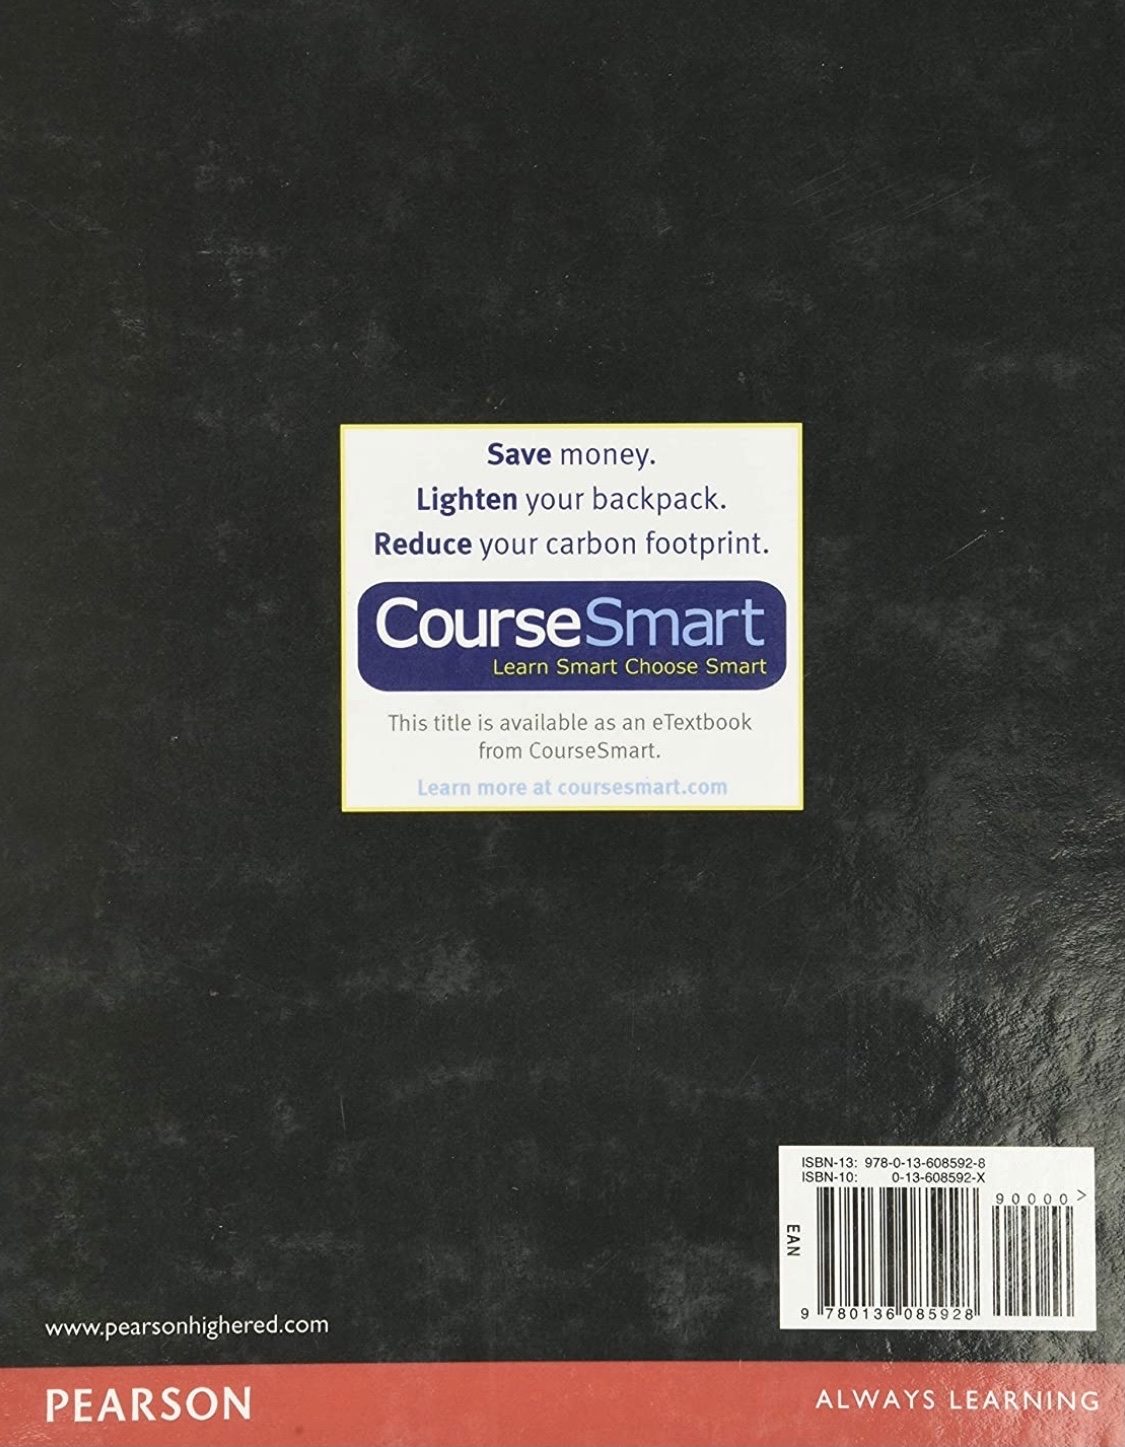 Save money.
Lighten your backpack.
Reduce your carbon footprint.
CourseSmart
Learn Smart Choose Smart
This title is available as an eTextbook
from CourseSmart.
Learn more at coursesmart.com
ISBN-13: 978-0-13-608592-8
ISBN-10: 0-13-608592-X
90000>
EAN
9 780136 085928
www.pearsonhighered.com
PEARSON
ALWAYS LEARNING